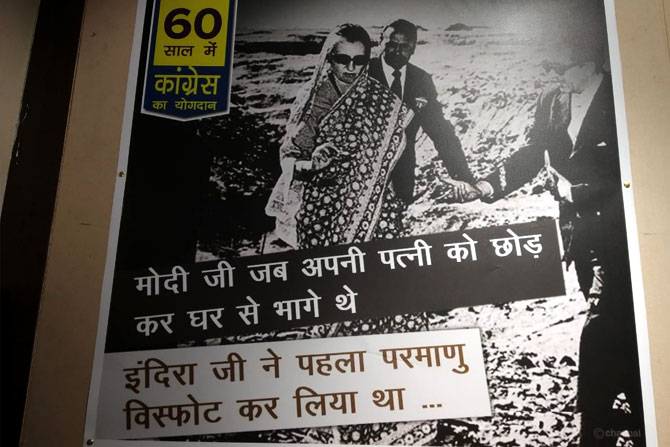 60
साल में
कांग्रेस
का योगदान
मोदी जी जब अपनी पत्नी को छोड़
कर घर से भागे थे
इंदिरा जी ने पहला परमाणु
विस्फोट कर लिया था ...